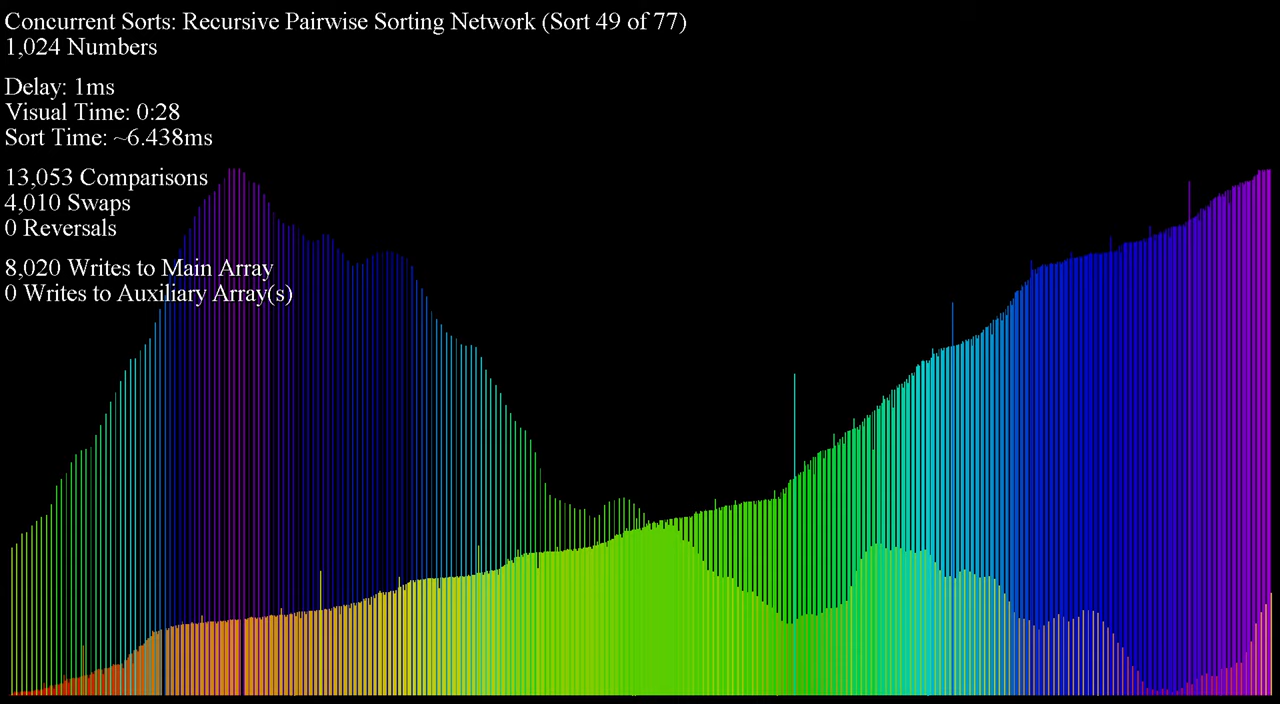 Concurrent Sorts: Recursive Pairwise Sorting Network (Sort 49 of 77)
1,024 Numbers
Delay: 1ms
Visual Time: 0:28
Sort Time: ~6.438ms
13,053 Comparisons
4,010 Swaps
0 Reversals
8,020 Writes to Main Array
0 Writes to Auxiliary Array(s)